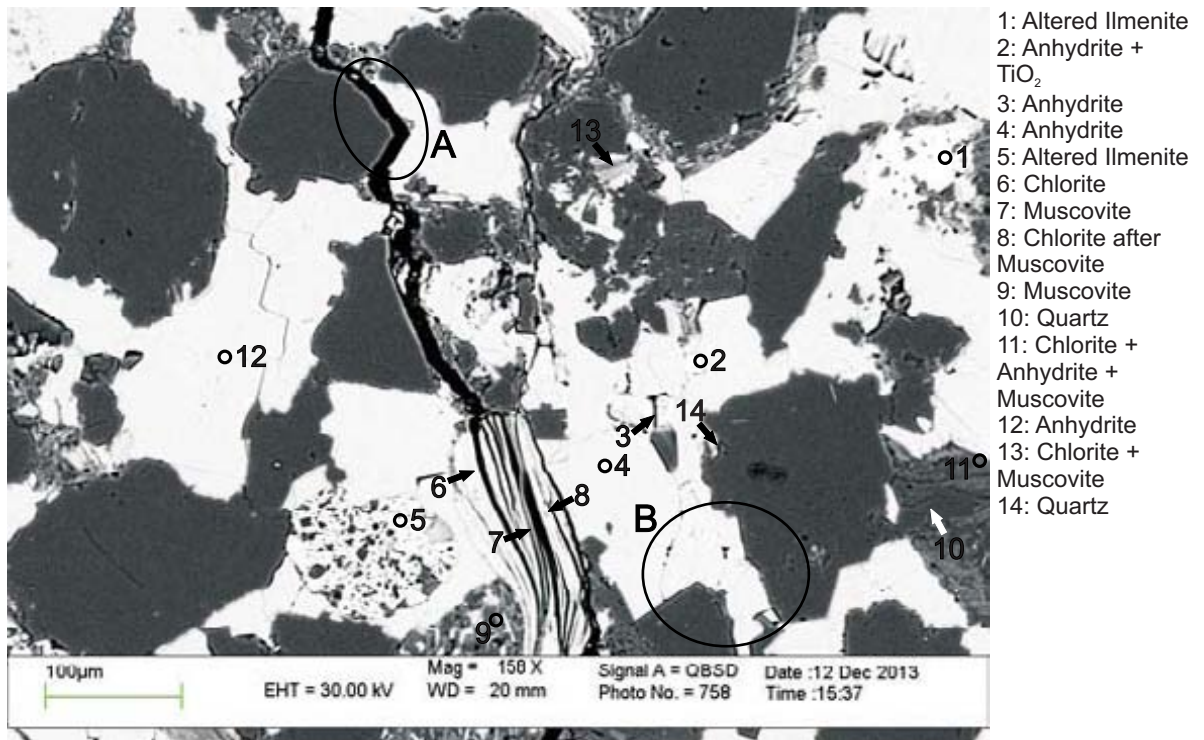 A
13
1
12
2
14
3
4
6
8
11
5
B
7
10
9
100µm
Mag = 158 X
Signal A = QBSD
Date :12 Dec 2013
EHT = 30.00 kV
WD = 20 mm
Photo No. = 758
Time :15:37
1: Altered Ilmenite
2: Anhydrite +
TiO₂
3: Anhydrite
4: Anhydrite
5: Altered Ilmenite
6: Chlorite
7: Muscovite
8: Chlorite after
Muscovite
9: Muscovite
10: Quartz
11: Chlorite +
Anhydrite +
Muscovite
12: Anhydrite
13: Chlorite +
Muscovite
14: Quartz